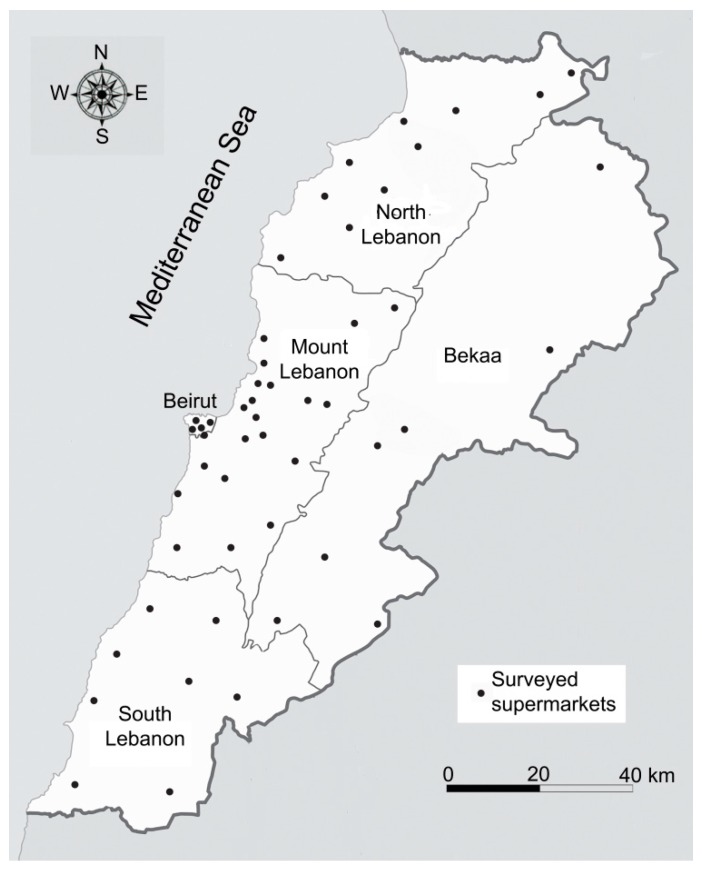 N
W
E
S
Mediterranean Sea
North
Lebanon
Mount
Lebanon
Bekaa
Beirut
South
Lebanon
Surveyed
supermarkets
0
20
40 km